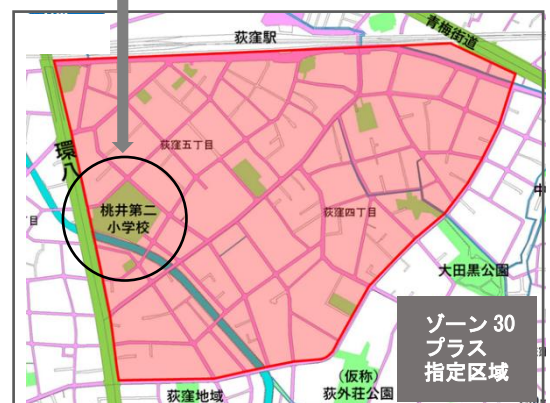 荻窪駅
青梅街道
環八
荻窪五丁目
桃井第二
小学校
荻窪四丁目
中
目
大田黒公園
ゾーン30
プラス
指定区域
(仮称)
荻外荘公園
荻窪地域